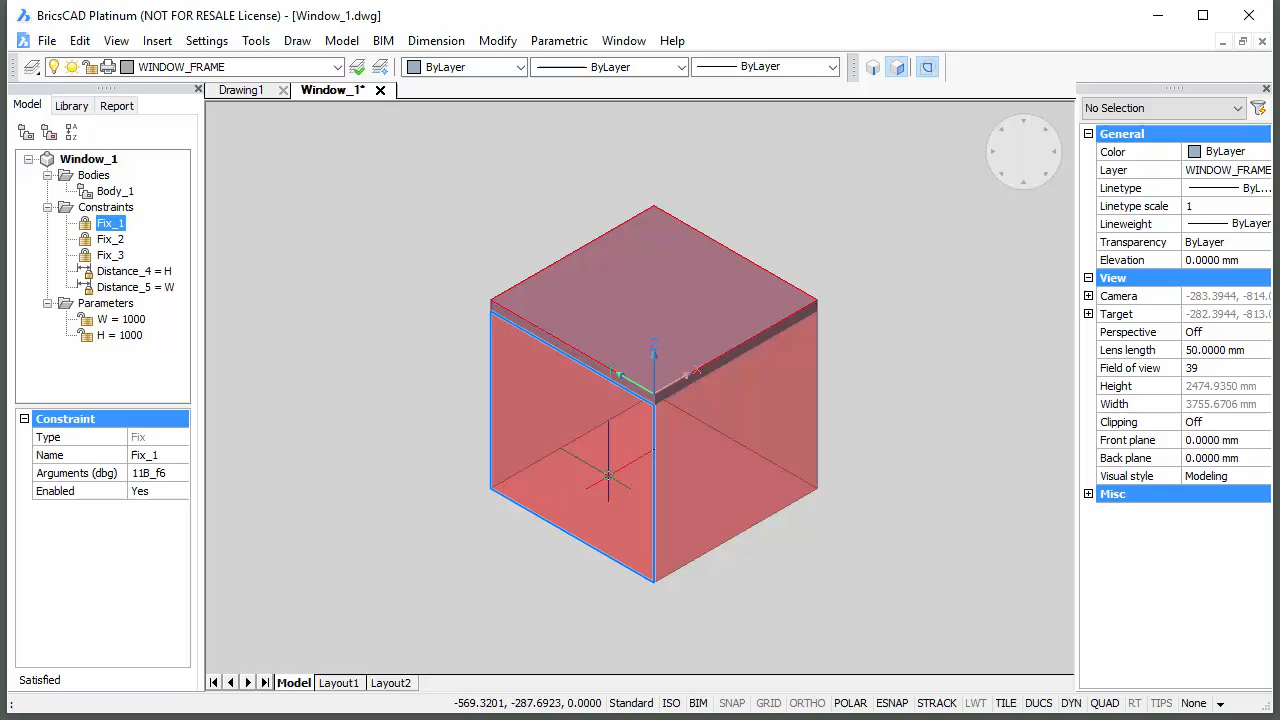 BricsCAD Platinum (NOT FOR RESALE License) - [Window_1.dwg]
File Edit View Insert Settings Tools Draw Model BIM Dimension Modify Parametric Window Help
WINDOW_FRAME ByLayer ByLayer ByLayer
Drawing1 Window_1*
Model Library Report
Window_1
Bodies
Body_1
Constraints
Fix_1
Fix_2
Fix_3
Distance_4 = H
Distance_5 = W
Parameters
W = 1000
H = 1000
Constraint
Type Fix
Name Fix_1
Arguments (dbg) 11B_f6
Enabled Yes
Satisfied
No Selection
General
Color ByLayer
Layer WINDOW_FRAME
Linetype ByL...
Linetype scale 1
Lineweight ByLayer
Transparency ByLayer
Elevation 0.0000 mm
View
Camera -283.3944, -814.0
Target -282.3944, -813.0
Perspective Off
Lens length 50.0000 mm
Field of view 39
Height 2474.9350 mm
Width 3755.6706 mm
Clipping Off
Front plane 0.0000 mm
Back plane 0.0000 mm
Visual style Modeling
Misc
Model Layout1 Layout2
: -569.3201, -287.6923, 0.0000 Standard ISO BIM SNAP GRID ORTHO POLAR ESNAP STRACK LWT TILE DUCS DYN QUAD RT TIPS None